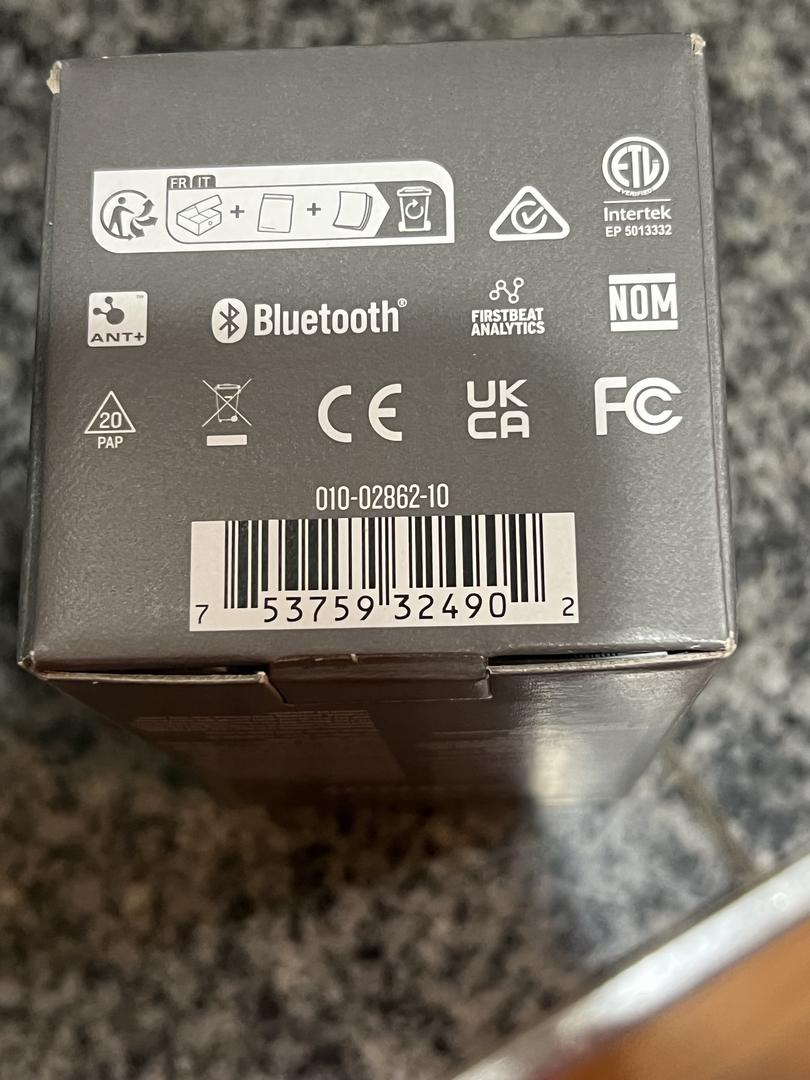 FR IT
ETL
VERIFIED
Intertek
EP 5013332
ANT+™
Bluetooth®
FIRSTBEAT
ANALYTICS
NOM
20
PAP
CE
UK
CA
FC
010-02862-10
7 53759 32490 2